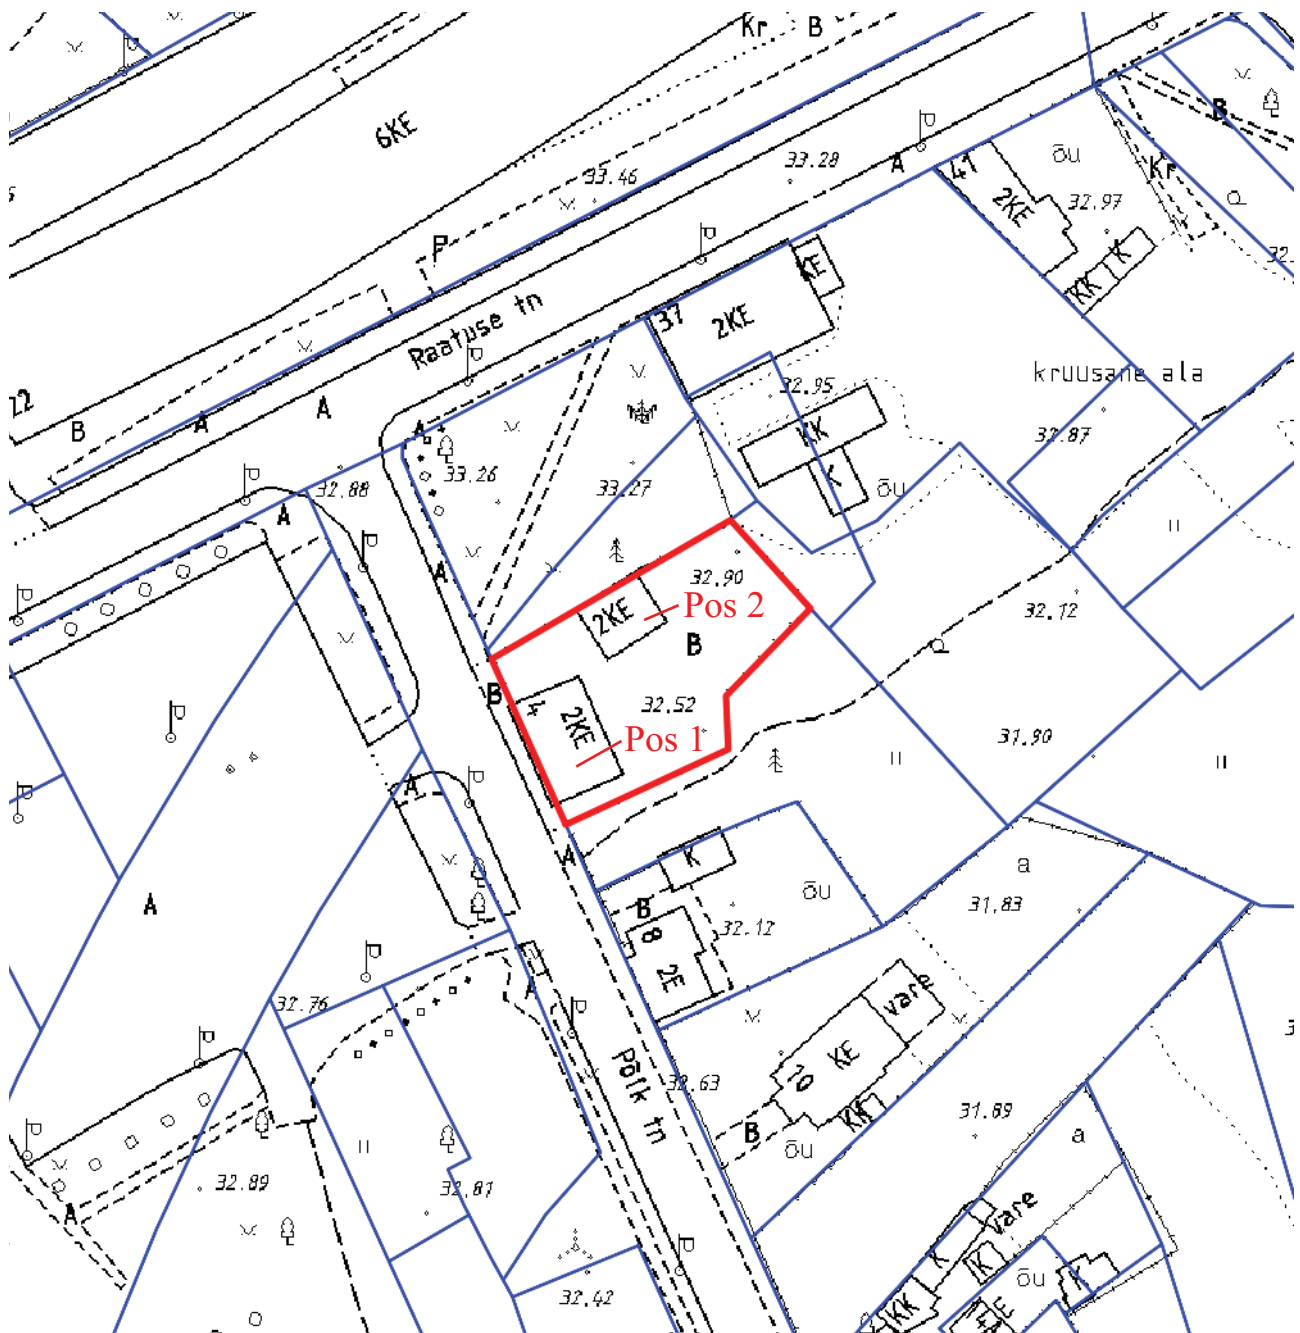 Kr B
6KE
33.28
A
33.46
41
2KE
õu
32.97
Kr
B
KK K
P
KE
37
2KE
Raatuse tn
22
B
A
A
A
32.95
kruusane ala
32.87
KK
K
õu
32.88
33.26
33.27
A
A
32.90
2KE
Pos 2
B
32.12
B
4
2KE
32.52
Pos 1
31.90
A
A
K
B
8
2E
õu
32.12
a
31.83
A
32.76
A
vare
KE
10
KK
B
õu
Põlk tn
32.63
31.89
a
32.89
A
32.87
32.42
vare
K
K
KK
õu
K